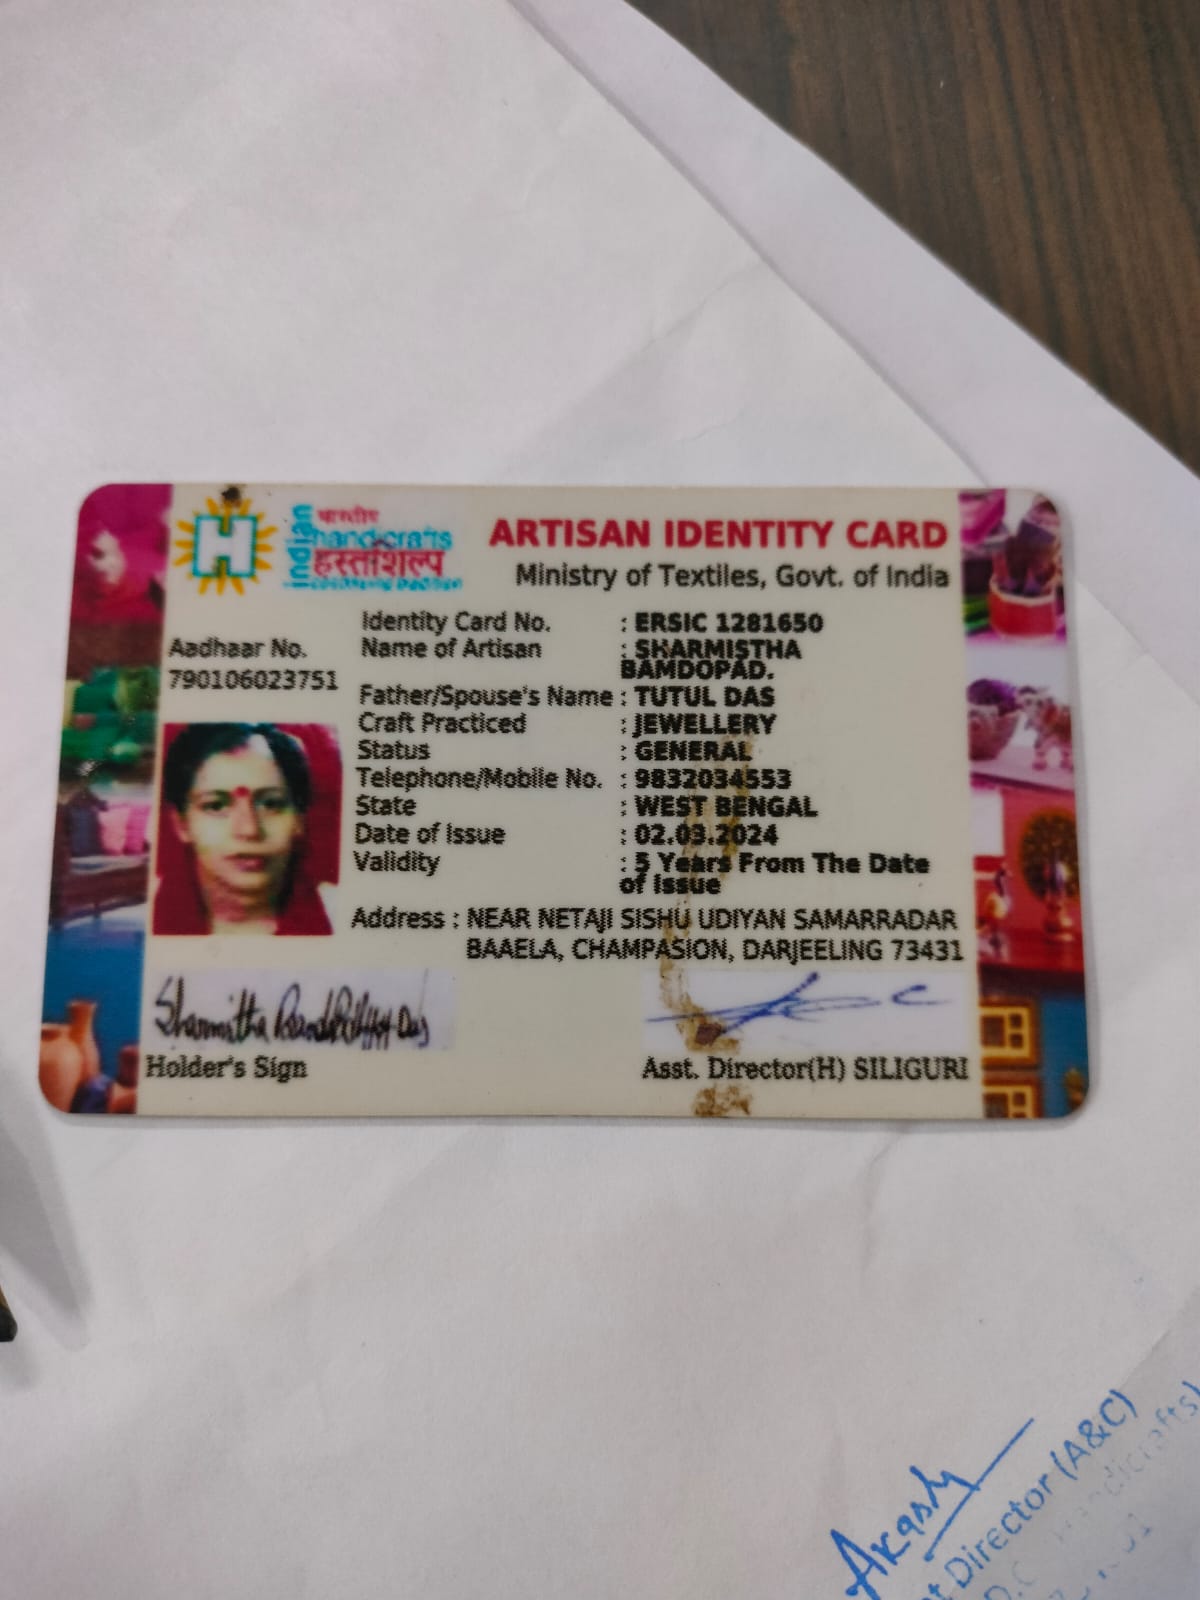 भारतीय
indian handicrafts
हस्तशिल्प
ARTISAN IDENTITY CARD
Ministry of Textiles, Govt. of India
Identity Card No. : ERSIC 1281650
Aadhaar No.
790106023751
Name of Artisan : SHARMISTHA
BAMDOPAD.
Father/Spouse's Name : TUTUL DAS
Craft Practiced : JEWELLERY
Status : GENERAL
Telephone/Mobile No. : 9832034553
State : WEST BENGAL
Date of Issue : 02.03.2024
Validity : 5 Years From The Date
of Issue
Address : NEAR NETAJI SISHU UDIYAN SAMARRADAR
BAAELA, CHAMPASION, DARJEELING 73431
Holder's Sign
Asst. Director(H) SILIGURI
Akash
Director (A&C)